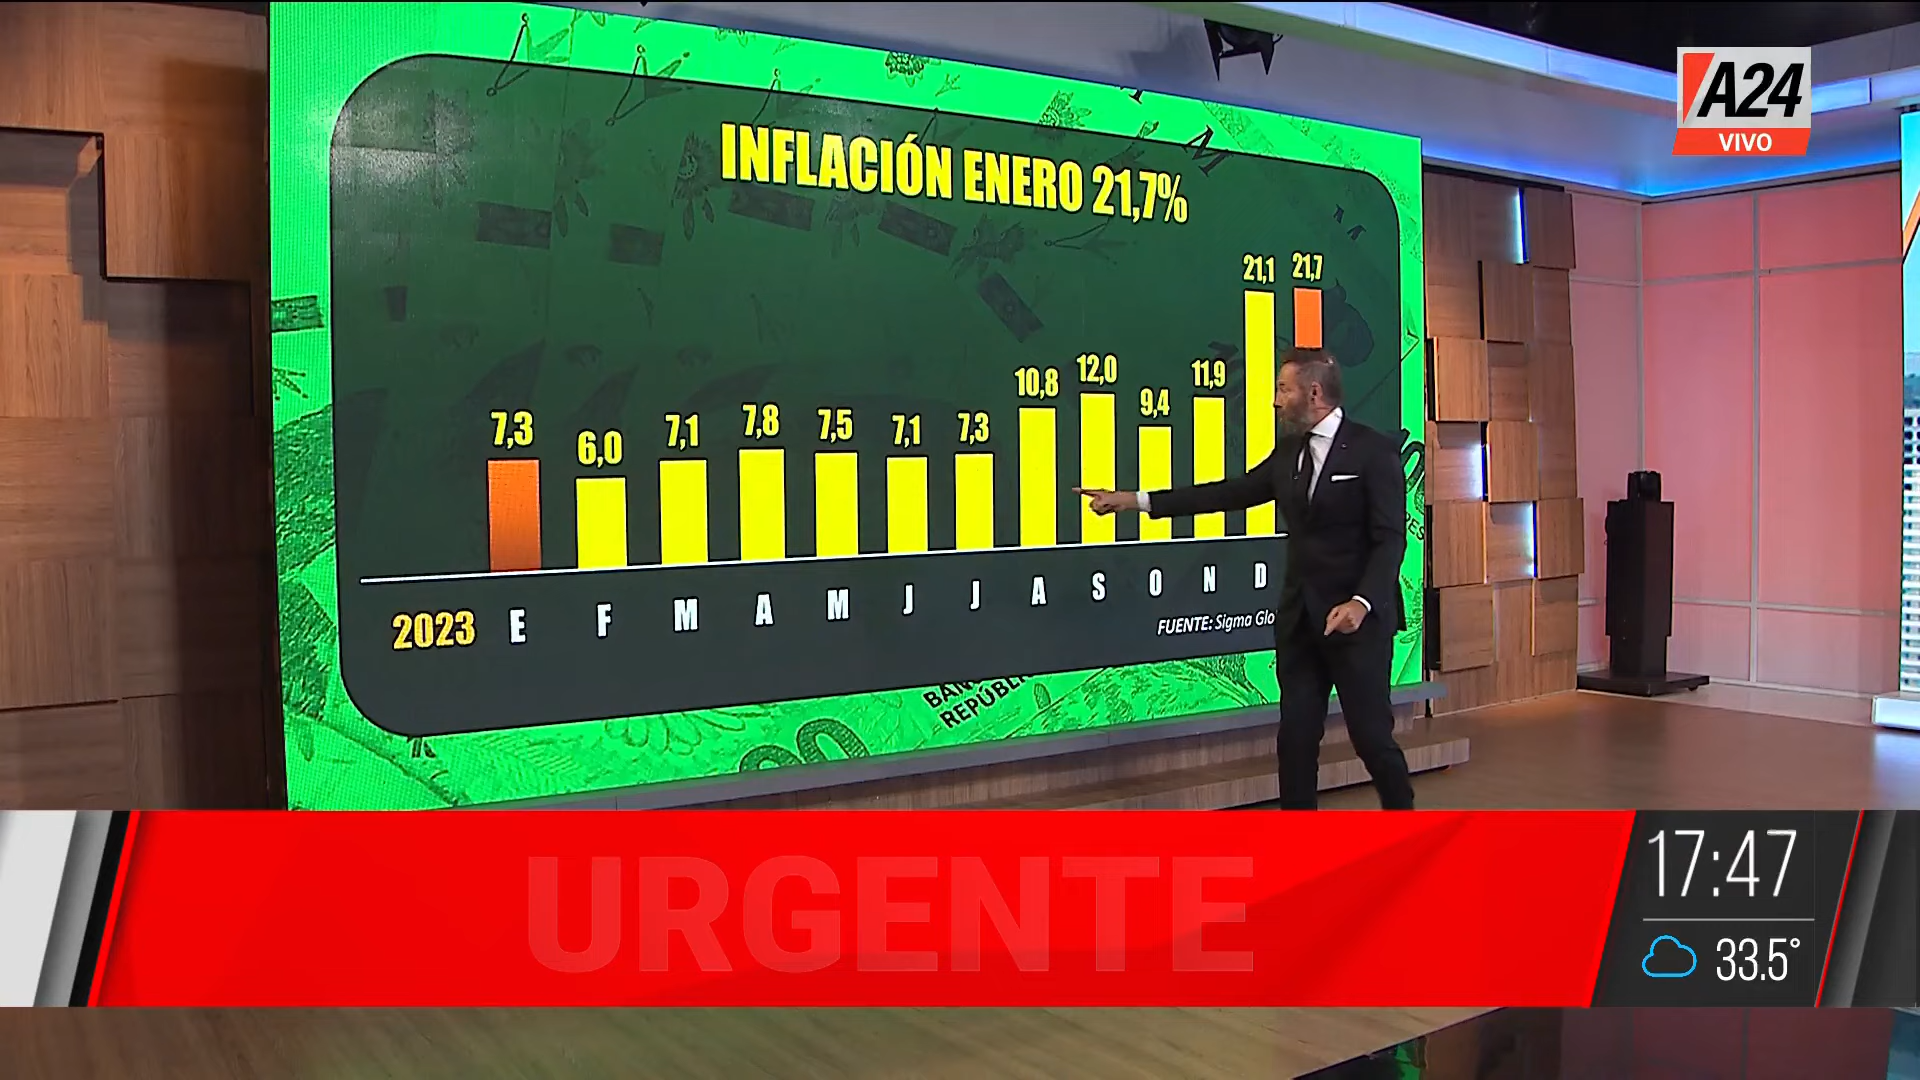 A24
VIVO
INFLACIÓN ENERO 21,7%
7,3 6,0 7,1 7,8 7,5 7,1 7,3 10,8 12,0 9,4 11,9 21,1 21,7
2023 E F M A M J J A S O N D
FUENTE: Sigma Glo
REPÚBL
URGENTE
17:47
33.5°